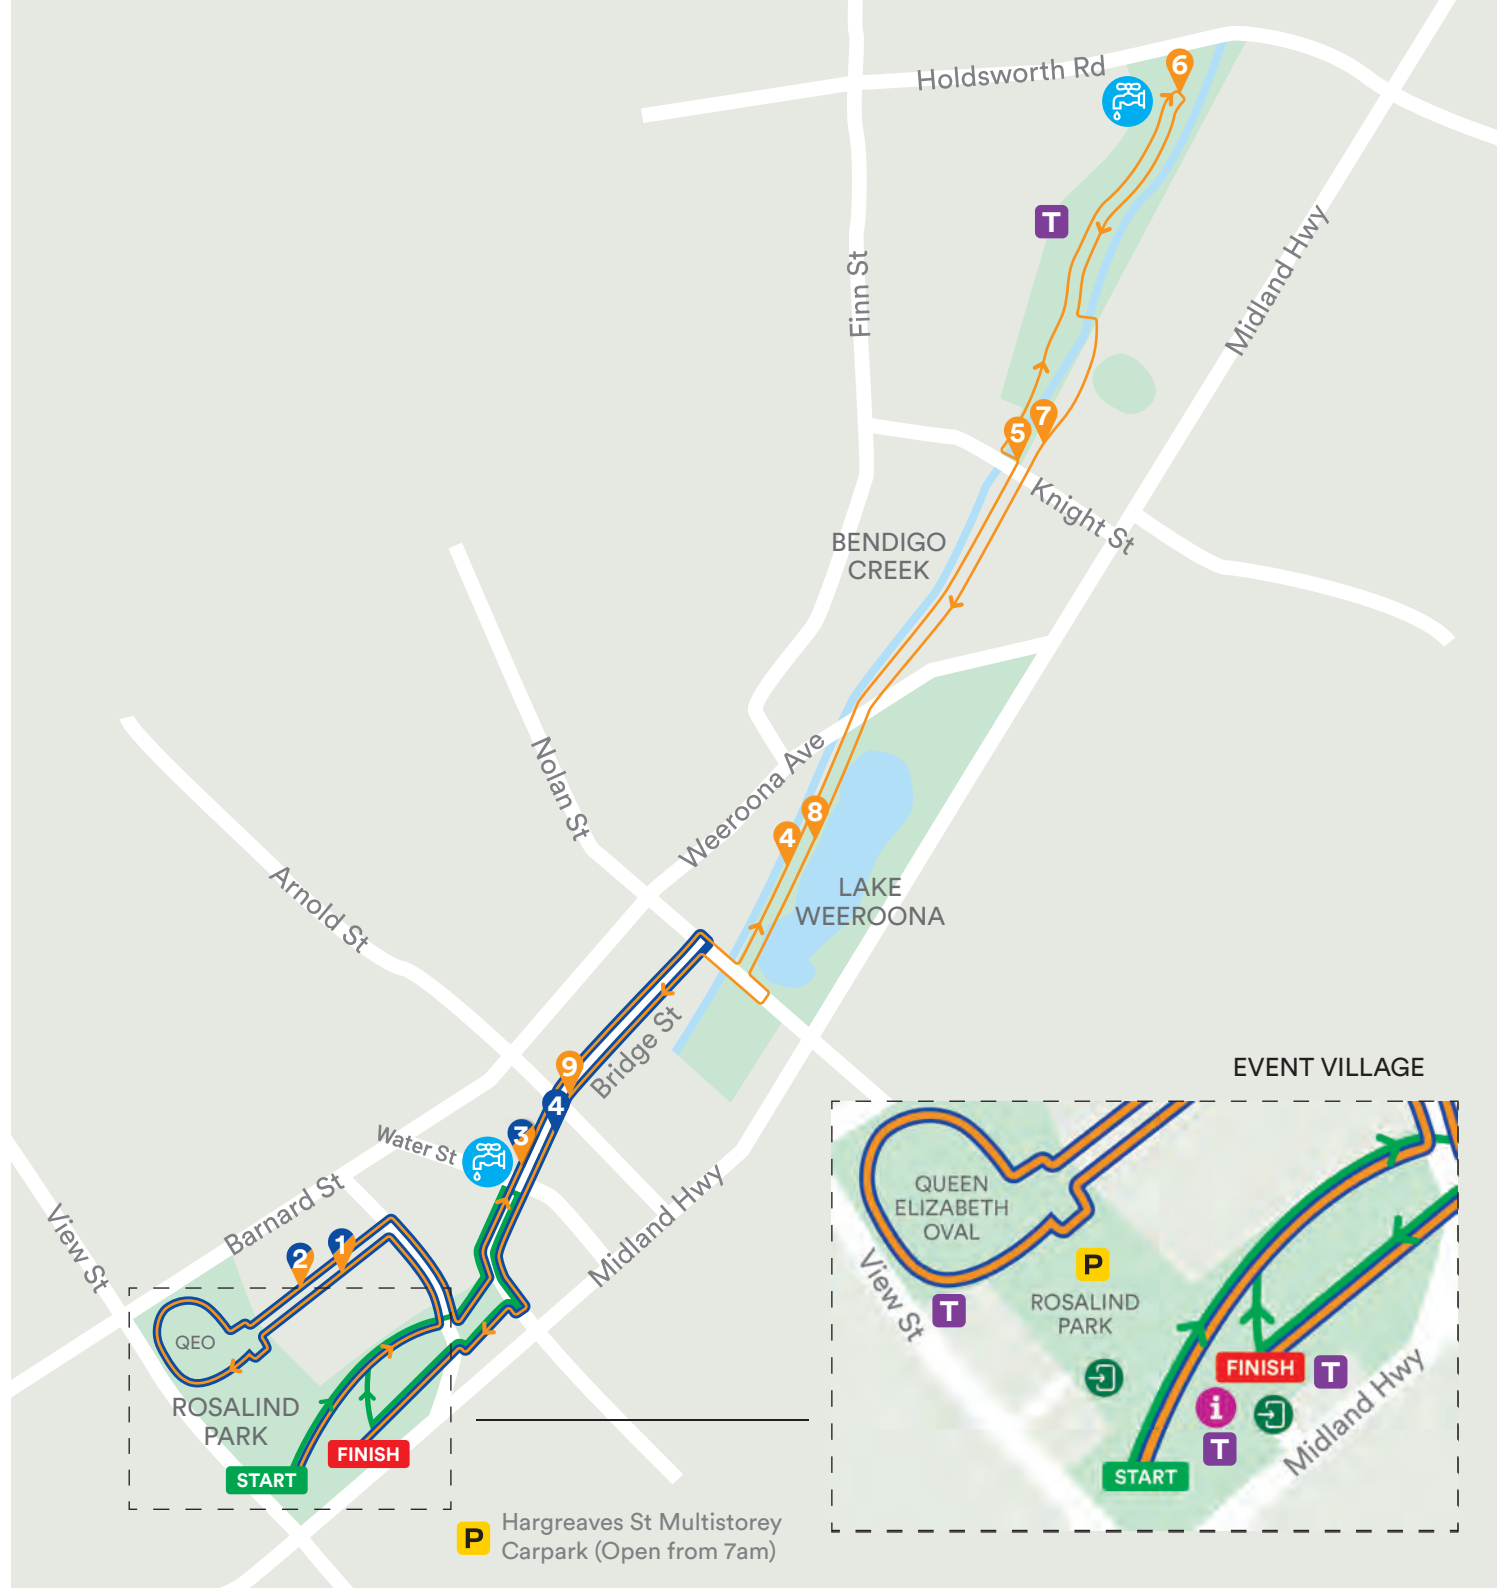 Holdsworth Rd
6
T
Finn St
Midland Hwy
7
5
Knight St
BENDIGO
CREEK
Nolan St
Weeroona Ave
8
4
LAKE
WEEROONA
Arnold St
Bridge St
9
4
3
Water St
Midland Hwy
Barnard St
View St
1
2
QEO
ROSALIND
PARK
FINISH
START
P
Hargreaves St Multistorey
Carpark (Open from 7am)
EVENT VILLAGE
QUEEN
ELIZABETH
OVAL
View St
P
T
ROSALIND
PARK
FINISH
T
i
T
Midland Hwy
START